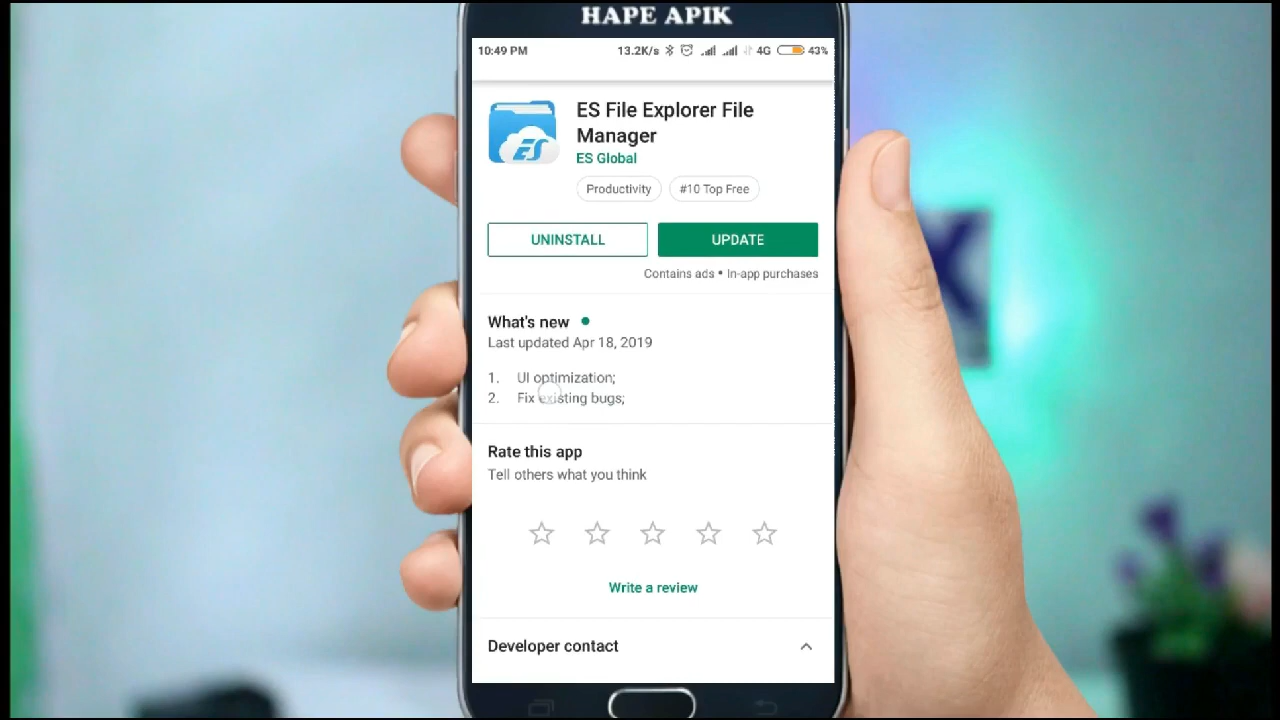 HAPE APIK
10:49 PM 13.2K/s 4G 43%
ES File Explorer File
Manager
ES Global
Productivity #10 Top Free
UNINSTALL UPDATE
Contains ads • In-app purchases
What's new
Last updated Apr 18, 2019
1. UI optimization;
2. Fix existing bugs;
Rate this app
Tell others what you think
Write a review
Developer contact
ES
K